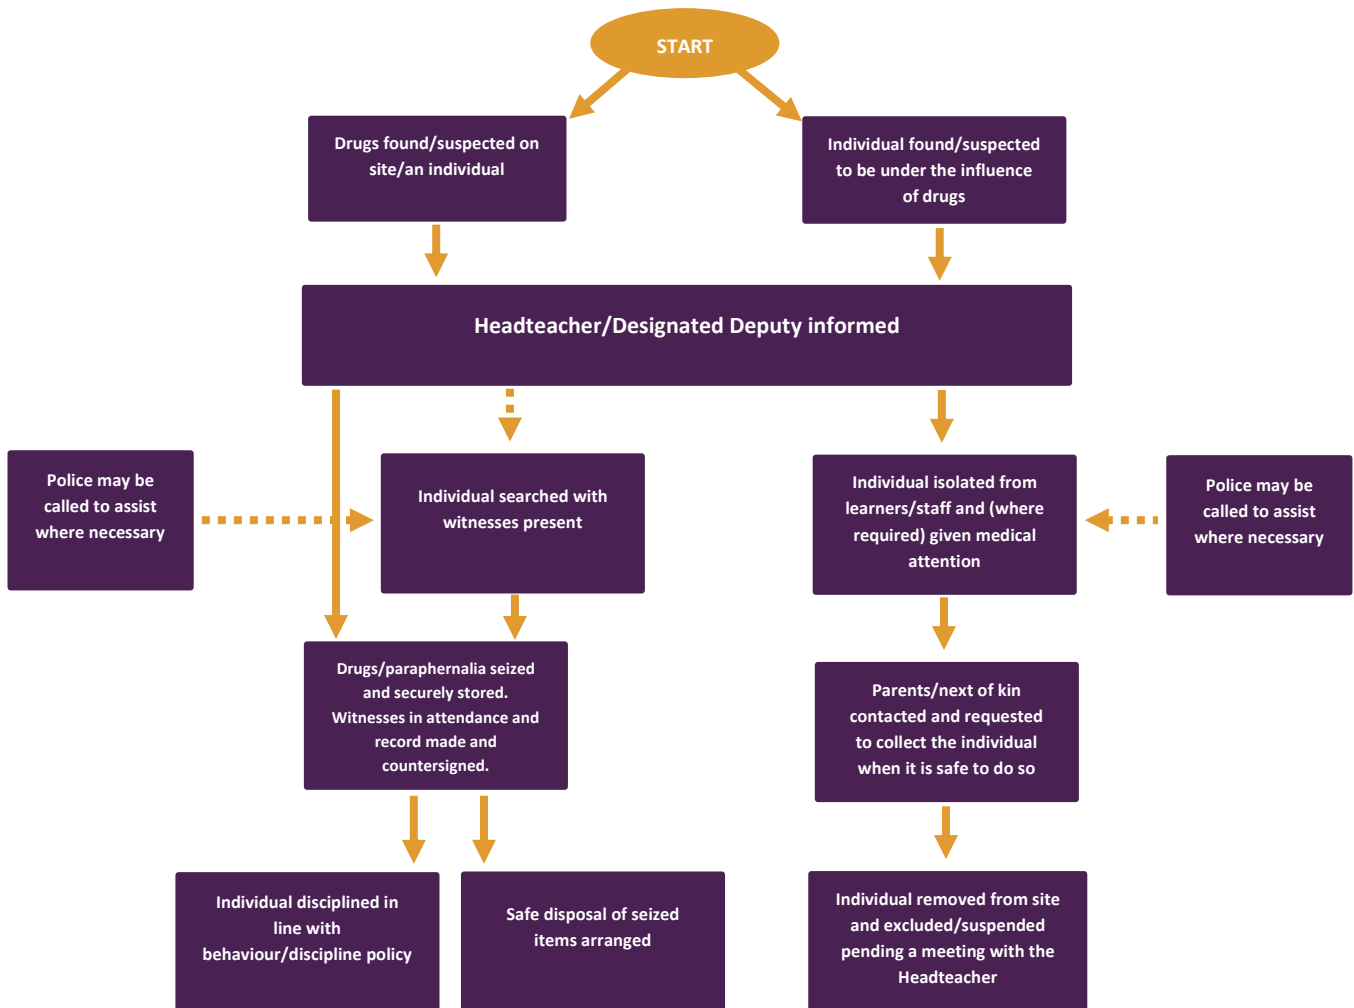 START
Drugs found/suspected on
site/an individual
Individual found/suspected
to be under the influence
of drugs
Headteacher/Designated Deputy informed
Police may be
called to assist
where necessary
Individual searched with
witnesses present
Individual isolated from
learners/staff and (where
required) given medical
attention
Police may be
called to assist
where necessary
Drugs/paraphernalia seized
and securely stored.
Witnesses in attendance and
record made and
countersigned.
Parents/next of kin
contacted and requested
to collect the individual
when it is safe to do so
Individual disciplined in
line with
behaviour/discipline policy
Safe disposal of seized
items arranged
Individual removed from site
and excluded/suspended
pending a meeting with the
Headteacher